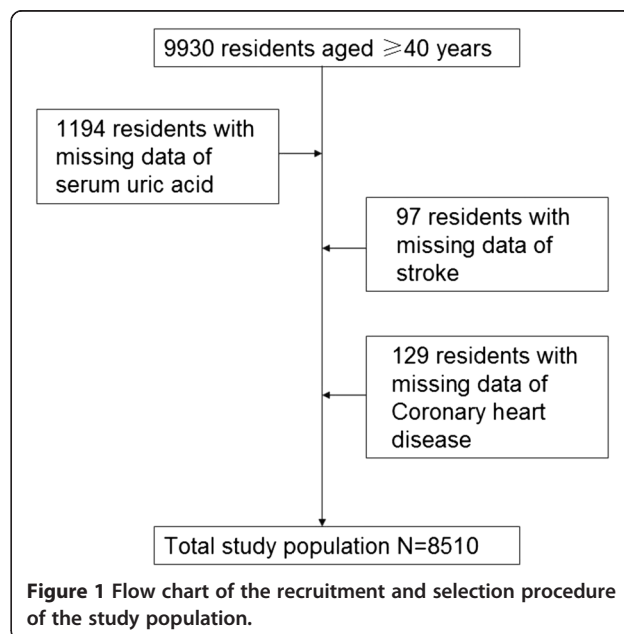 9930 residents aged ≥40 years
1194 residents with
missing data of
serum uric acid
97 residents with
missing data of
stroke
129 residents with
missing data of
Coronary heart
disease
Total study population N=8510
Figure 1 Flow chart of the recruitment and selection procedure
of the study population.